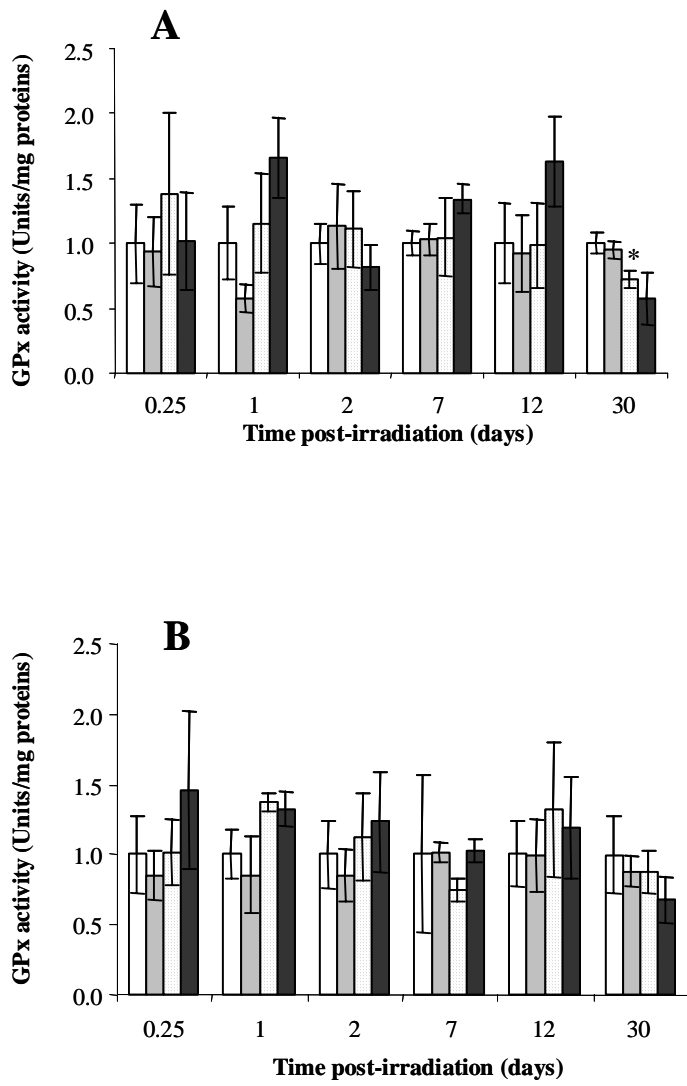 A
GPx activity (Units/mg proteins)
2.5
2.0
1.5
1.0
0.5
0.0
*
0.25 1 2 7 12 30
Time post-irradiation (days)
B
GPx activity (Units/mg proteins)
2.5
2.0
1.5
1.0
0.5
0.0
0.25 1 2 7 12 30
Time post-irradiation (days)